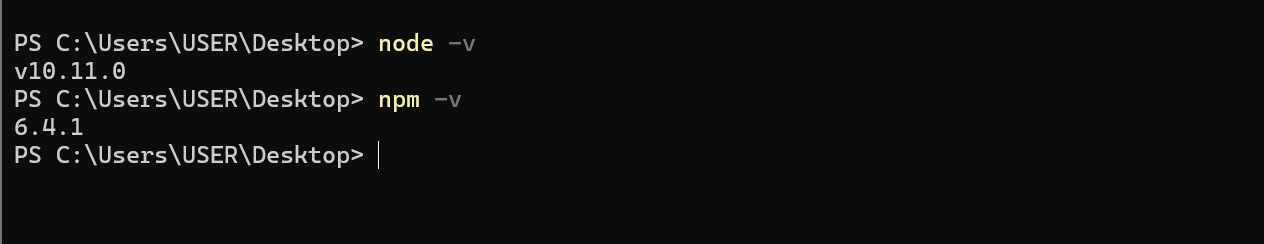 PS C:\Users\USER\Desktop> node -v
v10.11.0
PS C:\Users\USER\Desktop> npm -v
6.4.1
PS C:\Users\USER\Desktop>